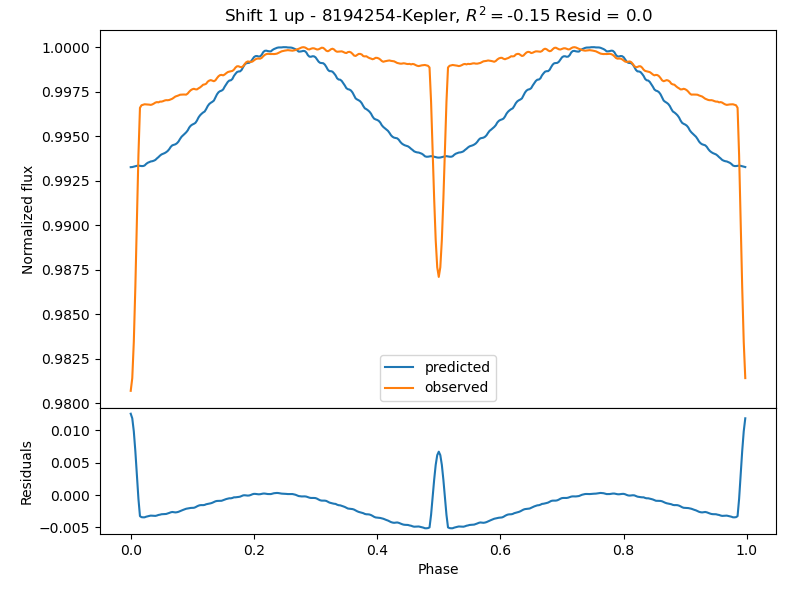 Shift 1 up - 8194254-Kepler, R² = -0.15 Resid = 0.0
1.0000
0.9975
0.9950
0.9925
0.9900
0.9875
0.9850
0.9825
0.9800
Normalized flux
predicted
observed
0.010
0.005
0.000
−0.005
Residuals
0.0 0.2 0.4 0.6 0.8 1.0
Phase